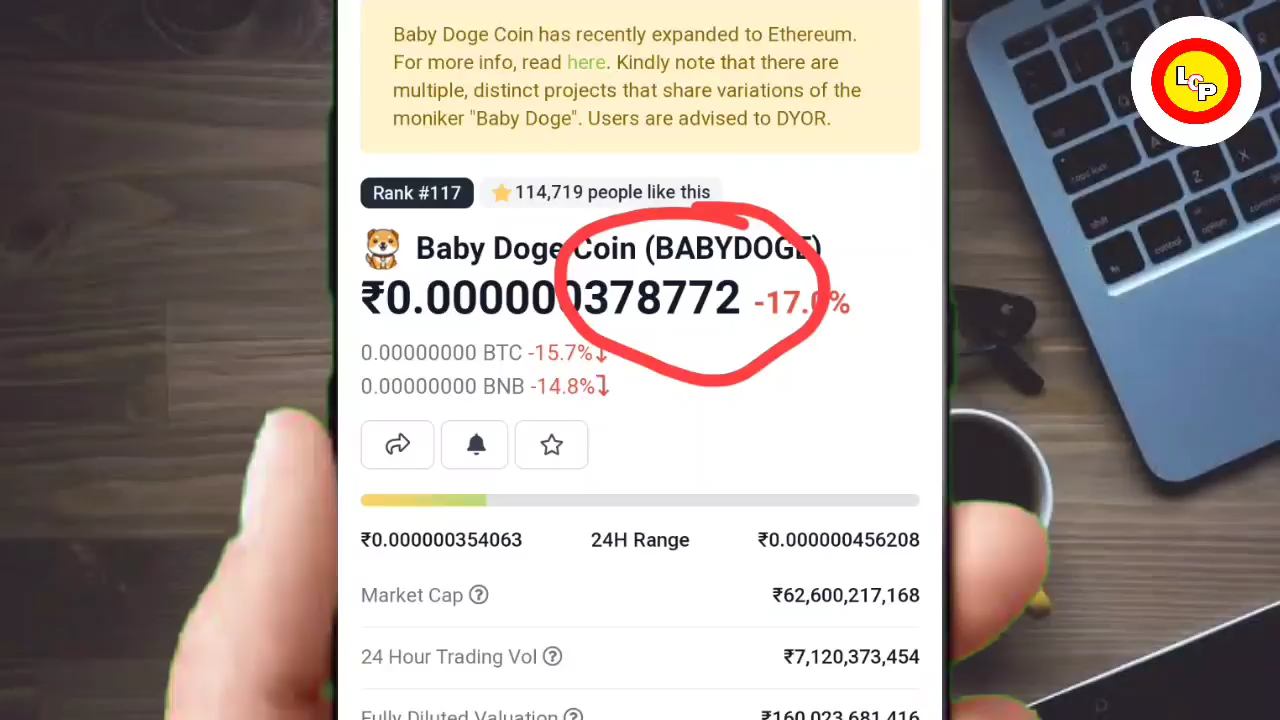 Baby Doge Coin has recently expanded to Ethereum.
For more info, read here. Kindly note that there are
multiple, distinct projects that share variations of the
moniker "Baby Doge". Users are advised to DYOR.
LCP
Rank #117 114,719 people like this
Baby Doge Coin (BABYDOGE)
₹0.000000378772 -17.0%
0.00000000 BTC -15.7%
0.00000000 BNB -14.8%
₹0.000000354063 24H Range ₹0.000000456208
Market Cap ₹62,600,217,168
24 Hour Trading Vol ₹7,120,373,454
Fully Diluted Valuation ₹160,023,681,416